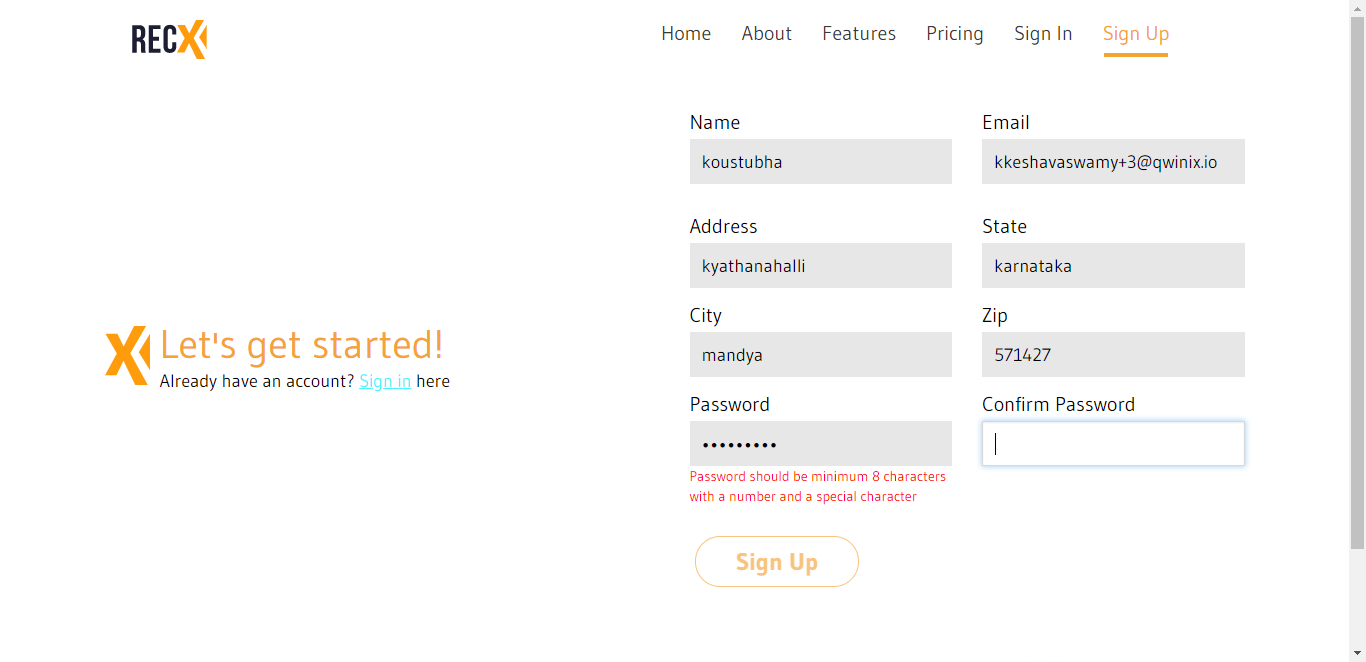 RECX
Home About Features Pricing Sign In Sign Up
Name Email
koustubha kkeshavaswamy+3@qwinix.io
Address State
kyathanahalli karnataka
City Zip
mandya 571427
Let's get started!
Already have an account? Sign in here
Password Confirm Password
•••••••••
Password should be minimum 8 characters
with a number and a special character
Sign Up